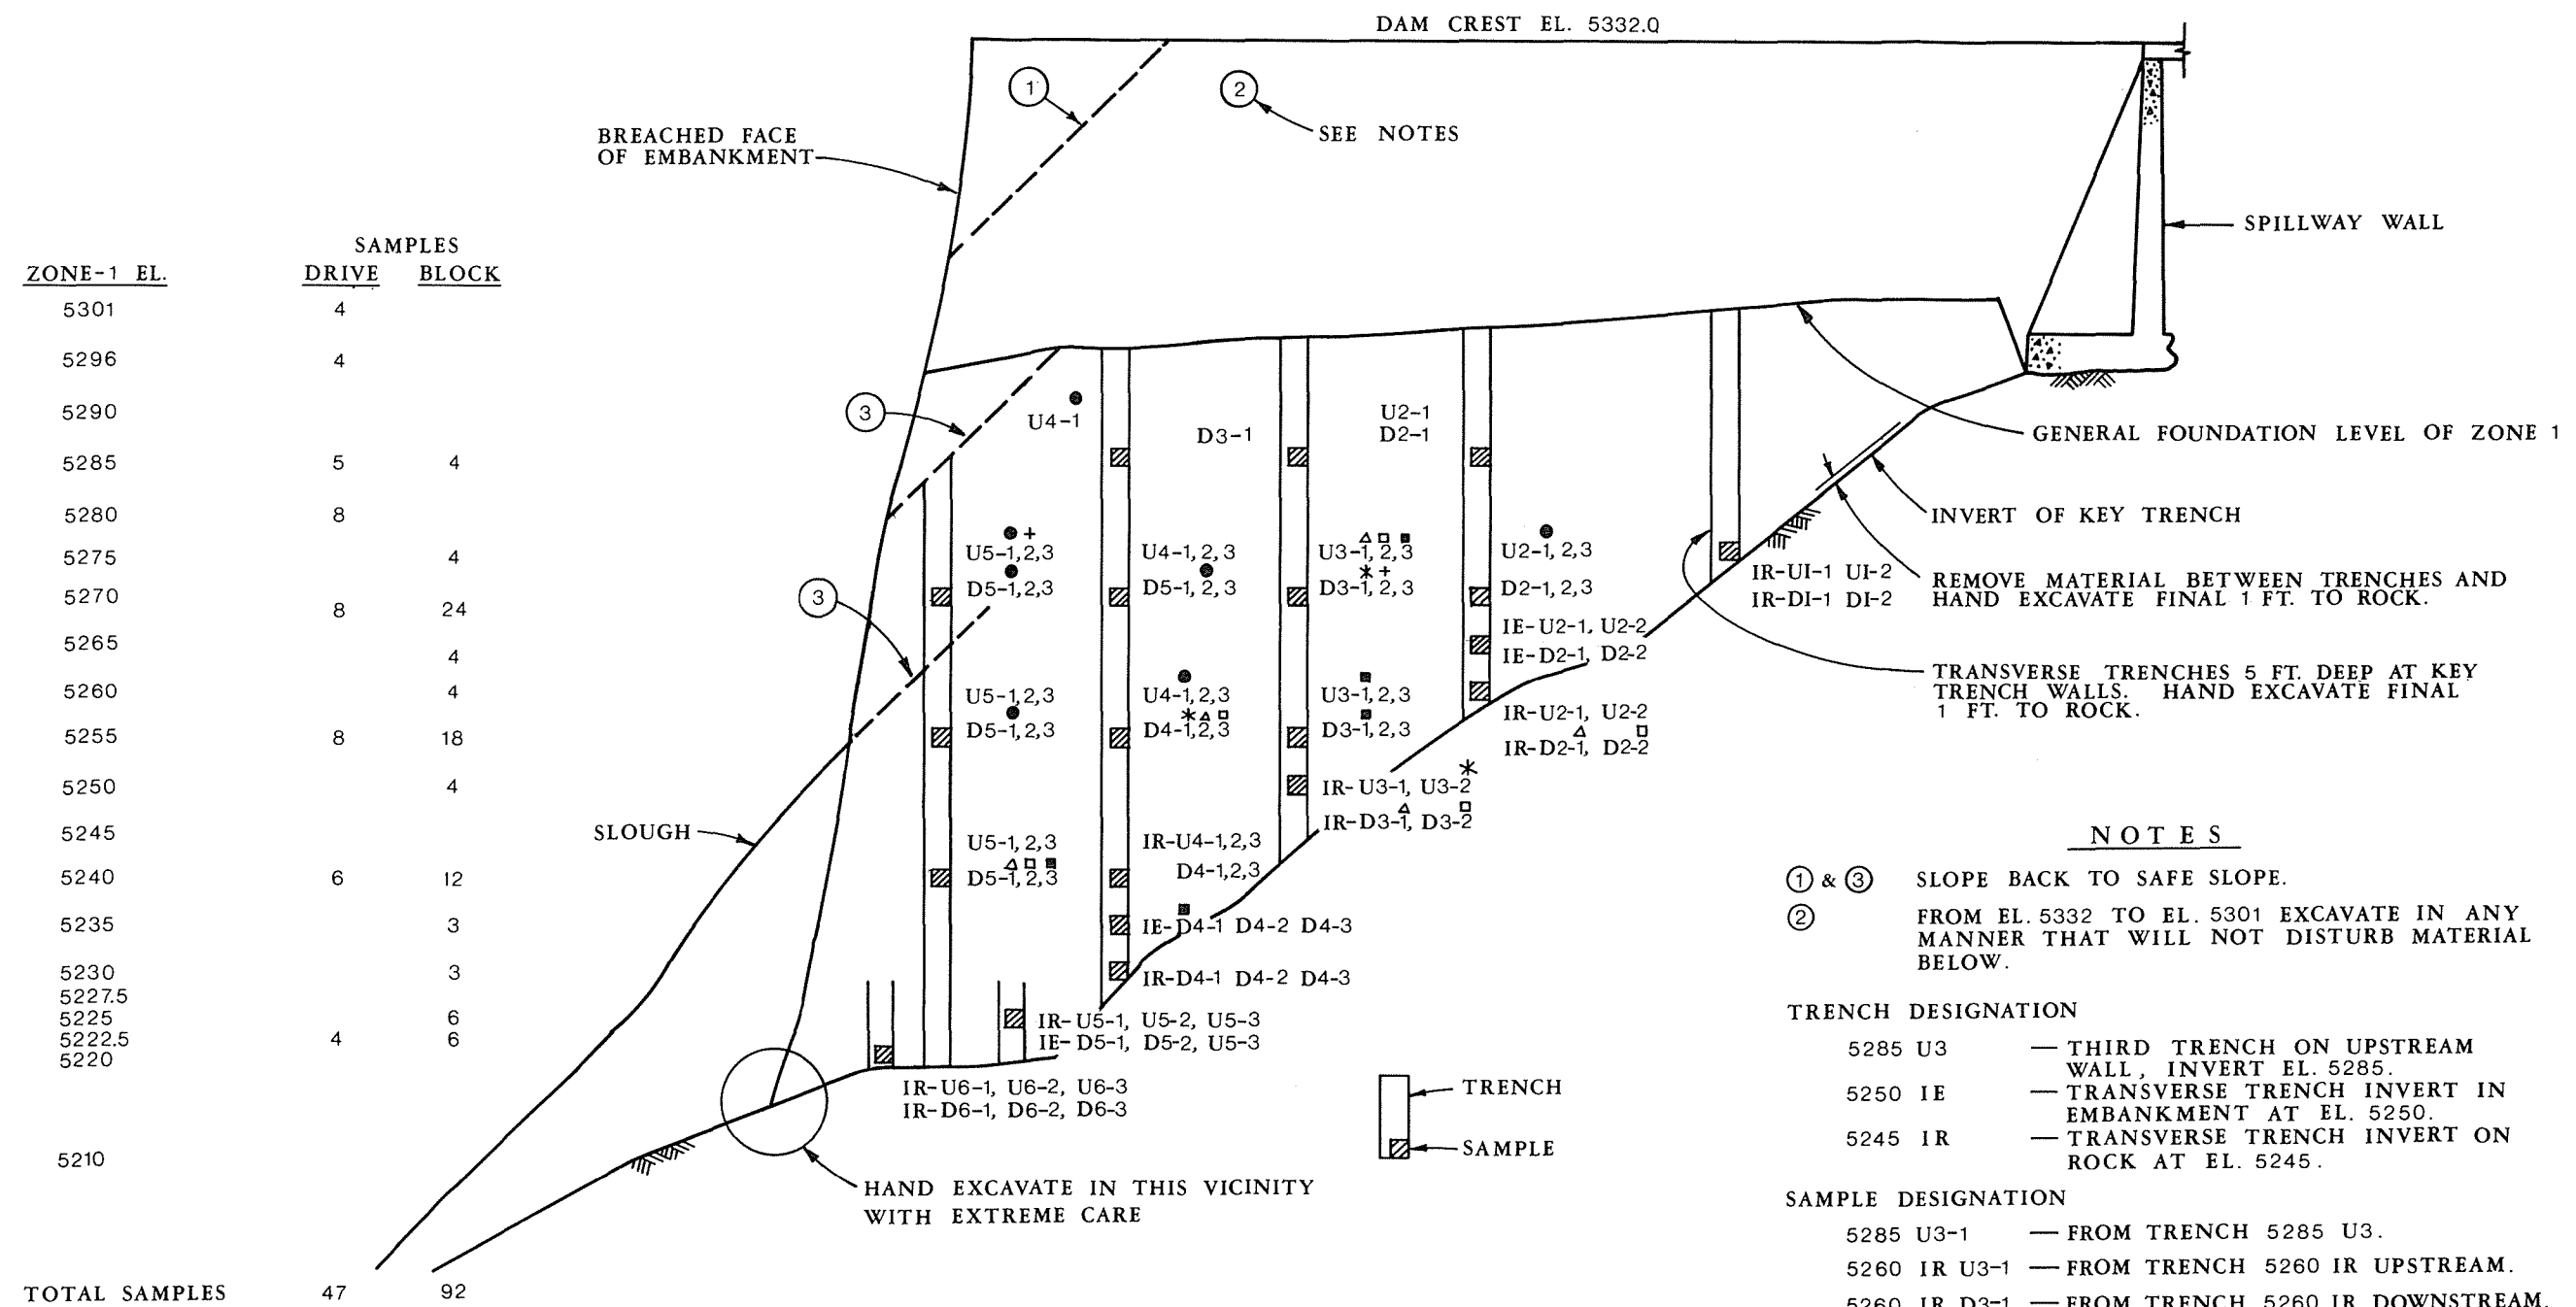 DAM CREST EL. 5332.0
1
2
SEE NOTES
BREACHED FACE
OF EMBANKMENT
SPILLWAY WALL
SAMPLES
ZONE-1 EL. DRIVE BLOCK
5301 4
5296 4
5290
5285 5 4
5280 8
5275 4
5270
8 24
5265
4
5260 4
5255 8 18
5250 4
5245
5240 6 12
5235 3
5230 3
5227.5
5225 6
5222.5 4 6
5220
5210
TOTAL SAMPLES 47 92
3
U4-1
D3-1
U2-1
D2-1
GENERAL FOUNDATION LEVEL OF ZONE 1
INVERT OF KEY TRENCH
U5-1,2,3
D5-1,2,3
U4-1,2,3
D5-1,2,3
U3-1,2,3
D3-1,2,3
U2-1,2,3
D2-1,2,3
IR-UI-1 UI-2
IR-DI-1 DI-2
REMOVE MATERIAL BETWEEN TRENCHES AND
HAND EXCAVATE FINAL 1 FT. TO ROCK.
3
IE-U2-1, U2-2
IE-D2-1, D2-2
TRANSVERSE TRENCHES 5 FT. DEEP AT KEY
TRENCH WALLS. HAND EXCAVATE FINAL
1 FT. TO ROCK.
U5-1,2,3
D5-1,2,3
U4-1,2,3
D4-1,2,3
U3-1,2,3
D3-1,2,3
IR-U2-1, U2-2
IR-D2-1, D2-2
IR-U3-1, U3-2
IR-D3-1, D3-2
SLOUGH
U5-1,2,3
D5-1,2,3
IR-U4-1,2,3
D4-1,2,3
IE-D4-1 D4-2 D4-3
IR-D4-1 D4-2 D4-3
IR-U5-1, U5-2, U5-3
IE-D5-1, D5-2, U5-3
IR-U6-1, U6-2, U6-3
IR-D6-1, D6-2, D6-3
TRENCH
SAMPLE
HAND EXCAVATE IN THIS VICINITY
WITH EXTREME CARE
NOTES
1 & 3 SLOPE BACK TO SAFE SLOPE.
2 FROM EL. 5332 TO EL. 5301 EXCAVATE IN ANY
MANNER THAT WILL NOT DISTURB MATERIAL
BELOW.
TRENCH DESIGNATION
5285 U3 — THIRD TRENCH ON UPSTREAM
WALL, INVERT EL. 5285.
5250 IE — TRANSVERSE TRENCH INVERT IN
EMBANKMENT AT EL. 5250.
5245 IR — TRANSVERSE TRENCH INVERT ON
ROCK AT EL. 5245.
SAMPLE DESIGNATION
5285 U3-1 — FROM TRENCH 5285 U3.
5260 IR U3-1 — FROM TRENCH 5260 IR UPSTREAM.
5260 IR D3-1 — FROM TRENCH 5260 IR DOWNSTREAM.